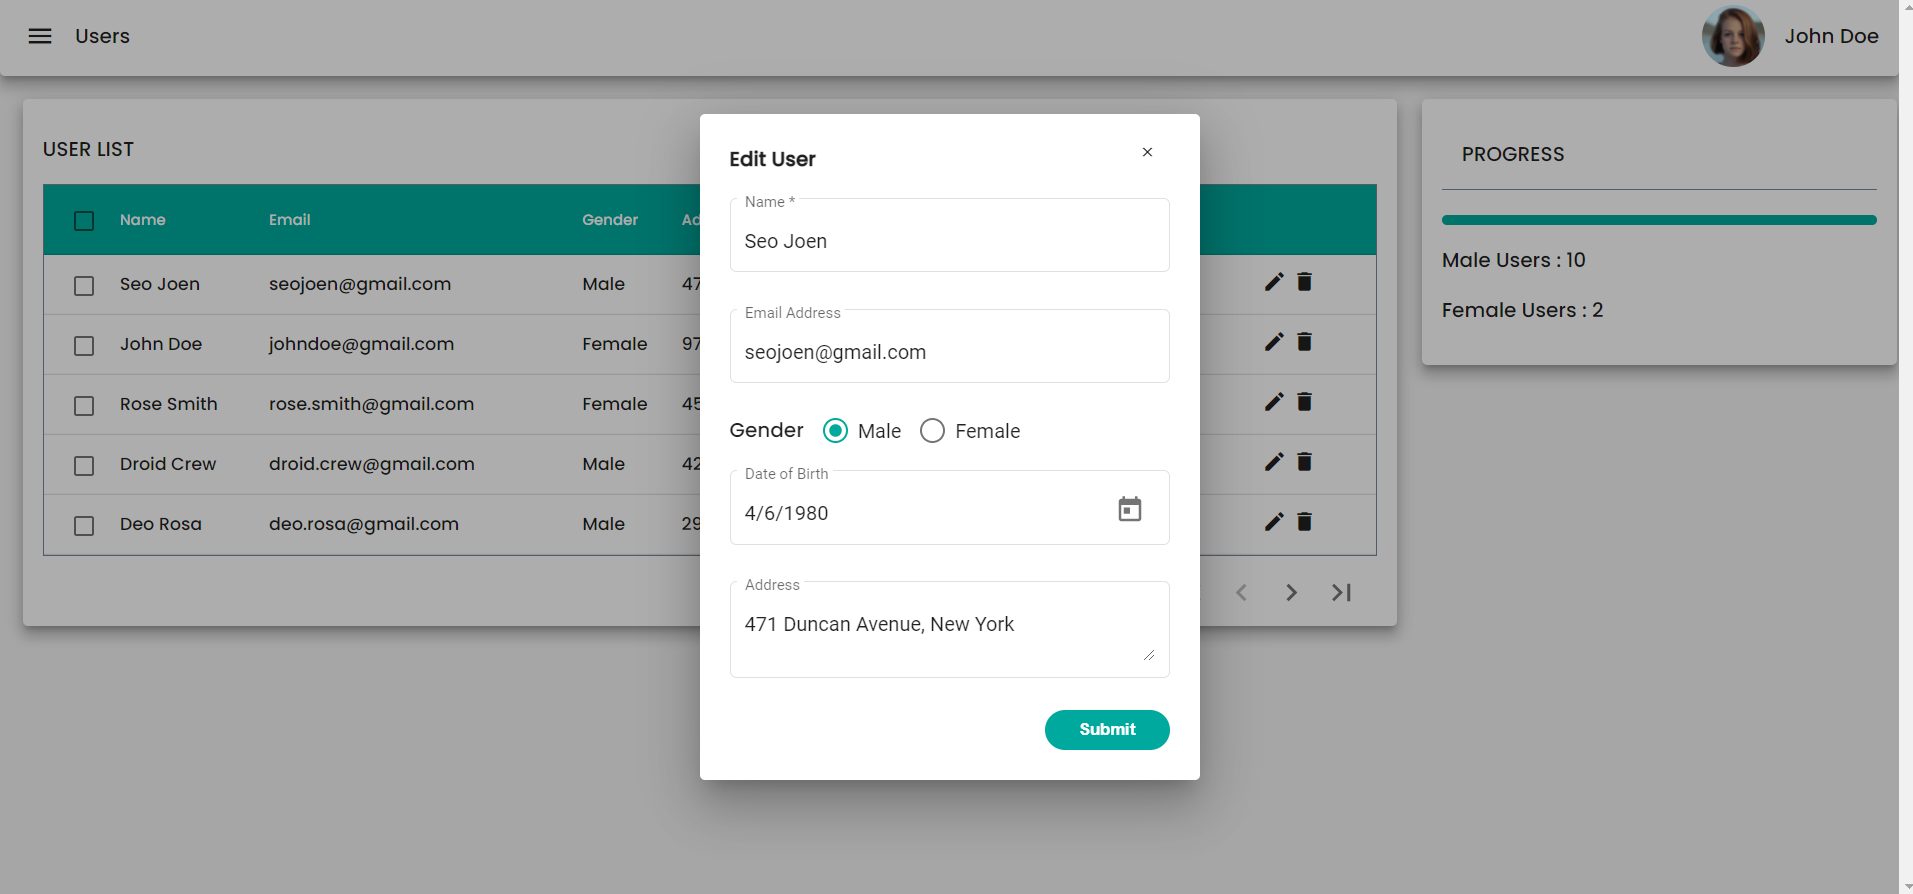 Users
John Doe
USER LIST
Name Email Gender Ad
Seo Joen seojoen@gmail.com Male 47
John Doe johndoe@gmail.com Female 97
Rose Smith rose.smith@gmail.com Female 45
Droid Crew droid.crew@gmail.com Male 42
Deo Rosa deo.rosa@gmail.com Male 29
Edit User
Name *
Seo Joen
Email Address
seojoen@gmail.com
Gender Male Female
Date of Birth
4/6/1980
Address
471 Duncan Avenue, New York
Submit
PROGRESS
Male Users : 10
Female Users : 2